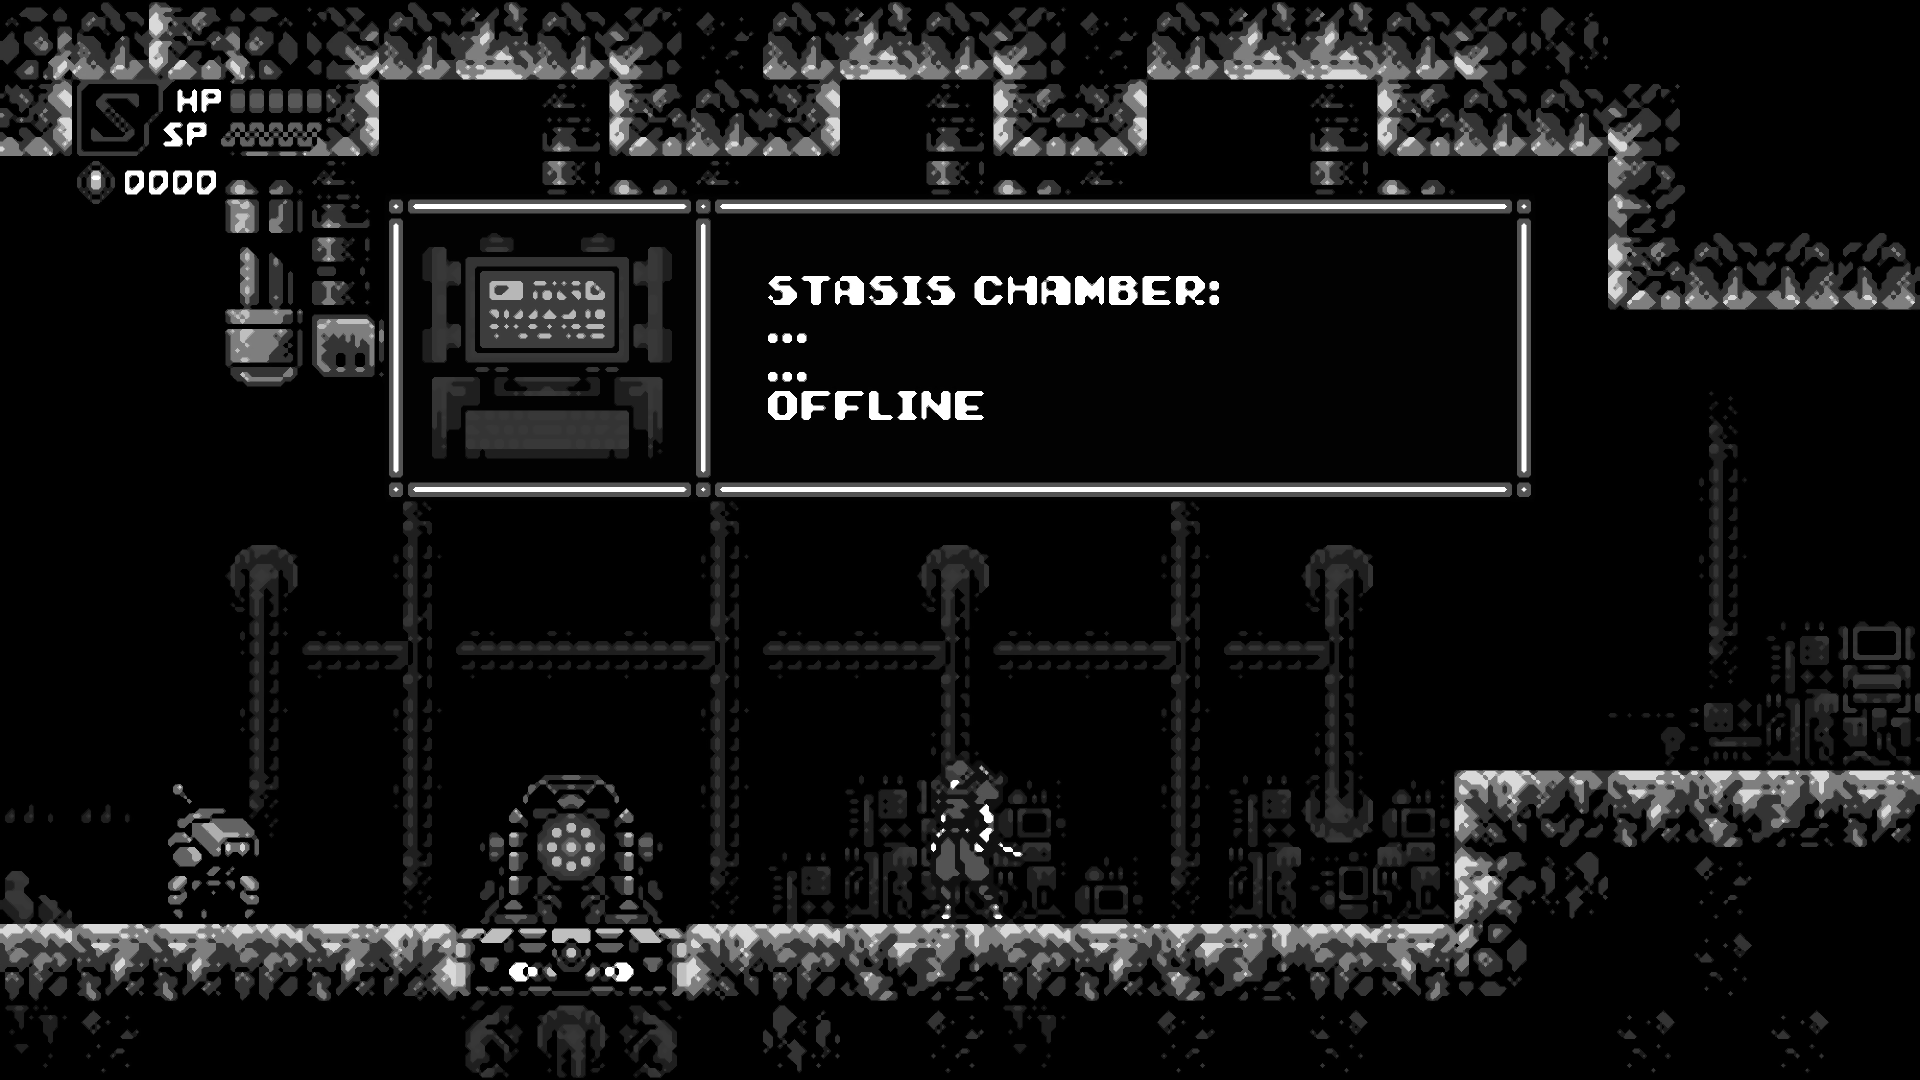 S
HP
SP
0000
STASIS CHAMBER:
...
...
OFFLINE